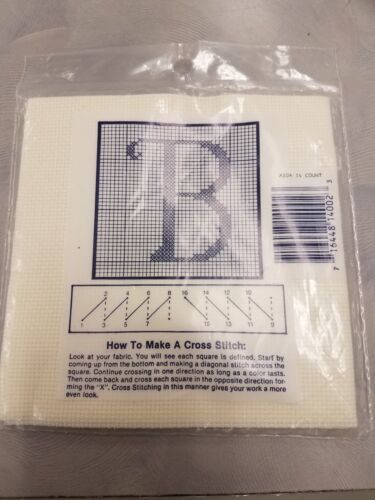 AIDA 14 COUNT
7 16448 14002 3
2 4 6 8 16 14 12 10
1 3 5 7 15 13 11 9
How To Make A Cross Stitch:
Look at your fabric. You will see each square is defined. Start by
coming up from the bottom and making a diagonal stitch across the
square. Continue crossing in one direction as long as a color lasts.
Then come back and cross each square in the opposite direction for-
ming the "X". Cross Stitching in this manner gives your work a more
even look.